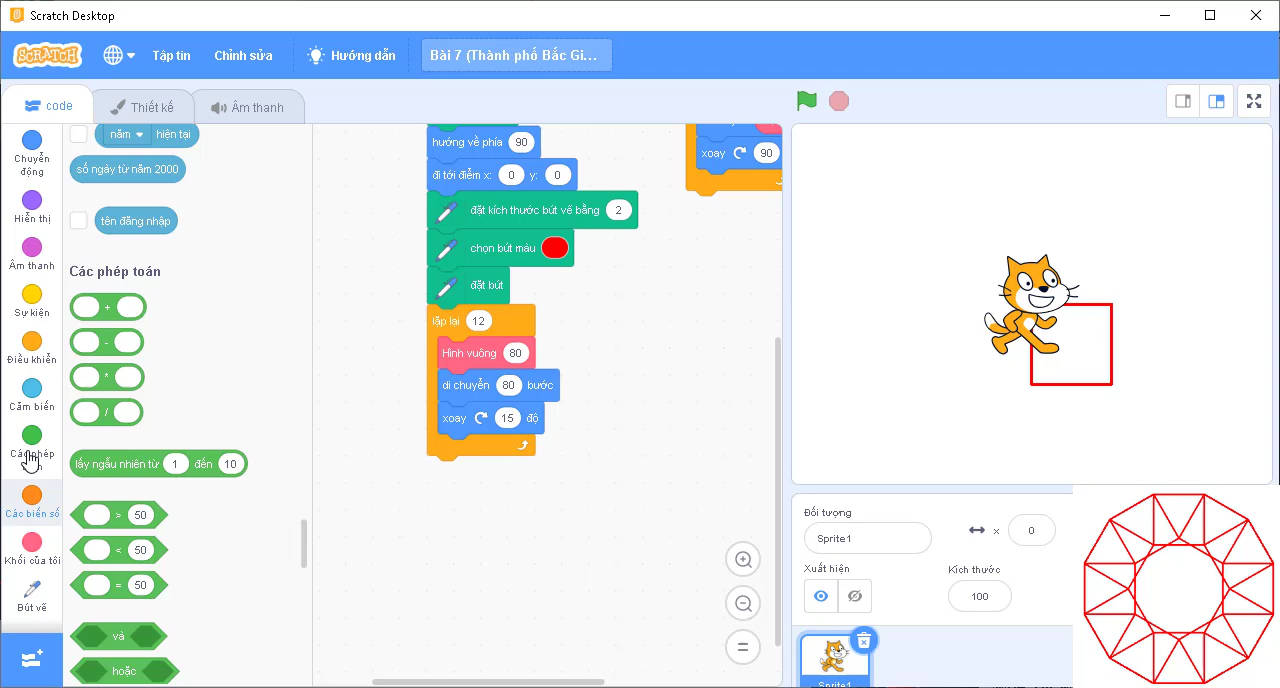 Scratch Desktop
SCRATCH
Tập tin
Chỉnh sửa
Hướng dẫn
Bài 7 (Thành phố Bắc Gi...
code
Thiết kế
Âm thanh
Chuyển động
Hiển thị
Âm thanh
Sự kiện
Điều khiển
Cảm biến
Các phép
Các biến số
Khối của tôi
Bút vẽ
năm hiện tại
số ngày từ năm 2000
tên đăng nhập
Các phép toán
+
-
*
/
lấy ngẫu nhiên từ 1 đến 10
> 50
< 50
= 50
và
hoặc
hướng về phía 90
đi tới điểm x: 0 y: 0
đặt kích thước bút vẽ bằng 2
chọn bút màu
đặt bút
lặp lại 12
Hình vuông 80
di chuyển 80 bước
xoay 15 độ
xoay 90
Đối tượng
Sprite1
x 0
Xuất hiện
Kích thước
100
Sprite1